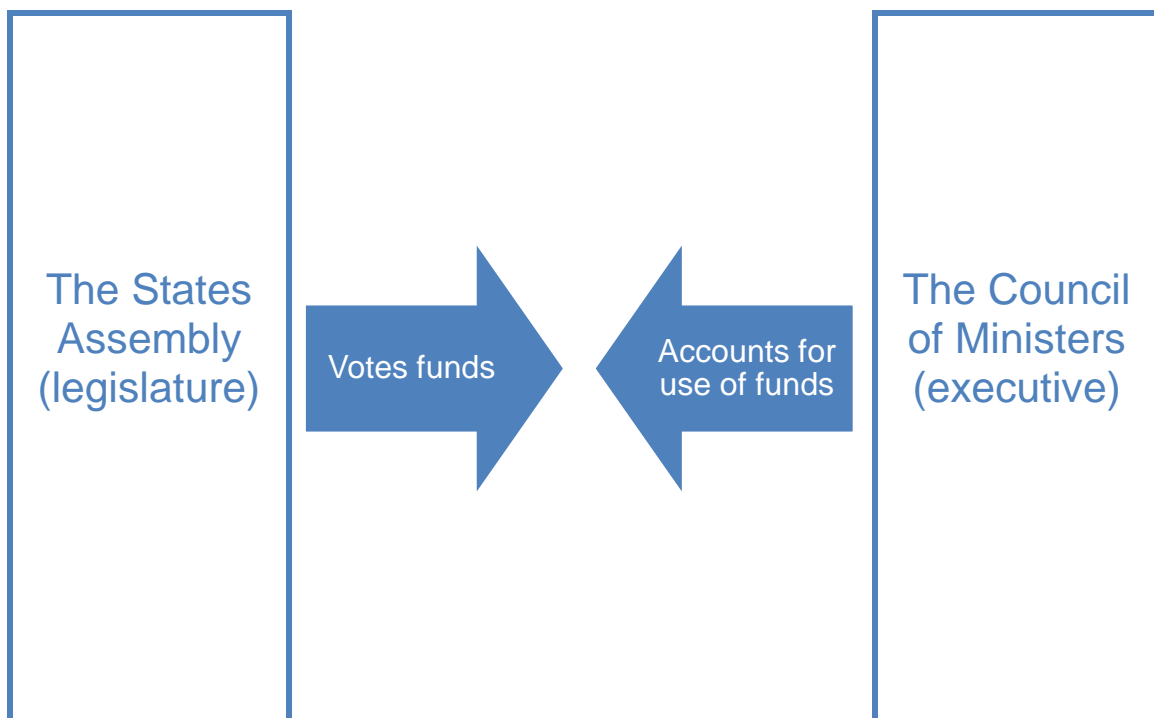 The States
Assembly
(legislature)
Votes funds
Accounts for
use of funds
The Council
of Ministers
(executive)